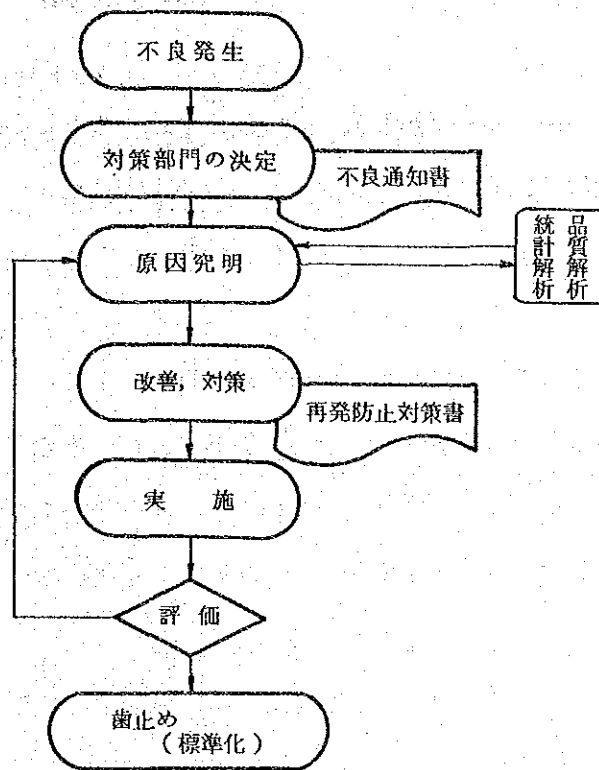 不良発生
対策部門の決定
不良通知書
原因究明
品質解析
統計解析
改善，対策
再発防止対策書
実　施
評価
歯止め
（標準化）